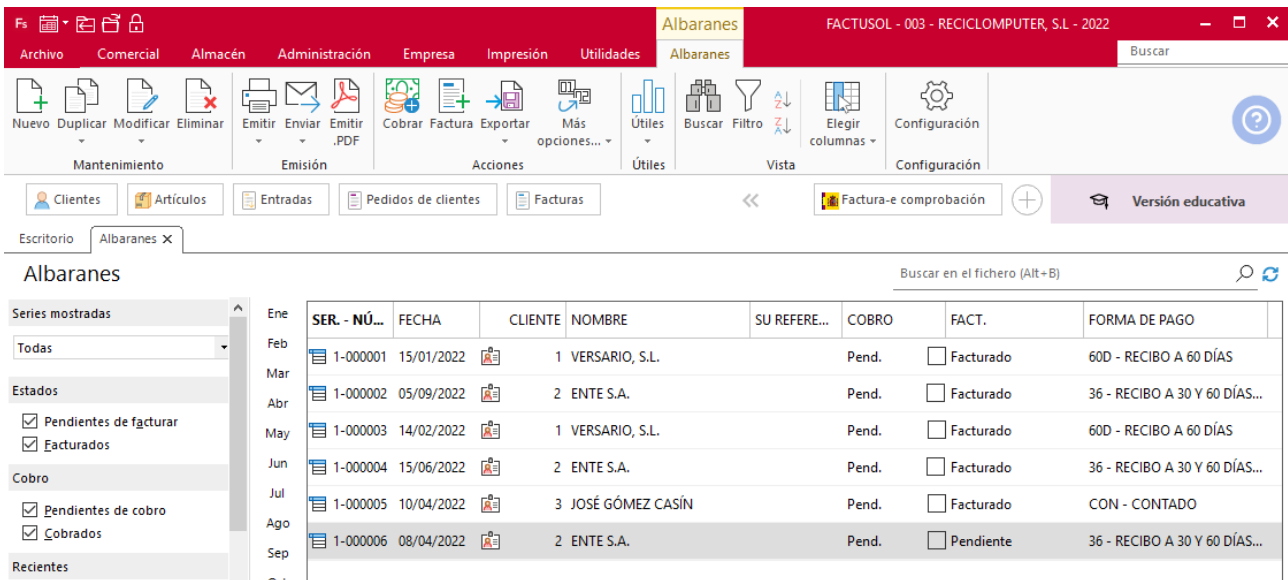 Fs
Albaranes
FACTUSOL - 003 - RECICLOMPUTER, S.L - 2022
Archivo Comercial Almacén Administración Empresa Impresión Utilidades Albaranes Buscar
Nuevo Duplicar Modificar Eliminar Emitir Enviar Emitir .PDF Cobrar Factura Exportar Más opciones... Útiles Buscar Filtro Elegir columnas Configuración
Mantenimiento Emisión Acciones Útiles Vista Configuración
Clientes Artículos Entradas Pedidos de clientes Facturas Factura-e comprobación Versión educativa
Escritorio Albaranes X
Albaranes
Buscar en el fichero (Alt+B)
Series mostradas
Todas
Estados
Pendientes de facturar
Facturados
Cobro
Pendientes de cobro
Cobrados
Recientes
Ene
Feb
Mar
Abr
May
Jun
Jul
Ago
Sep
SER. - NÚ... FECHA CLIENTE NOMBRE SU REFERE... COBRO FACT. FORMA DE PAGO
1-000001 15/01/2022 1 VERSARIO, S.L. Pend. Facturado 60D - RECIBO A 60 DÍAS
1-000002 05/09/2022 2 ENTE S.A. Pend. Facturado 36 - RECIBO A 30 Y 60 DÍAS...
1-000003 14/02/2022 1 VERSARIO, S.L. Pend. Facturado 60D - RECIBO A 60 DÍAS
1-000004 15/06/2022 2 ENTE S.A. Pend. Facturado 36 - RECIBO A 30 Y 60 DÍAS...
1-000005 10/04/2022 3 JOSÉ GÓMEZ CASÍN Pend. Facturado CON - CONTADO
1-000006 08/04/2022 2 ENTE S.A. Pend. Pendiente 36 - RECIBO A 30 Y 60 DÍAS...